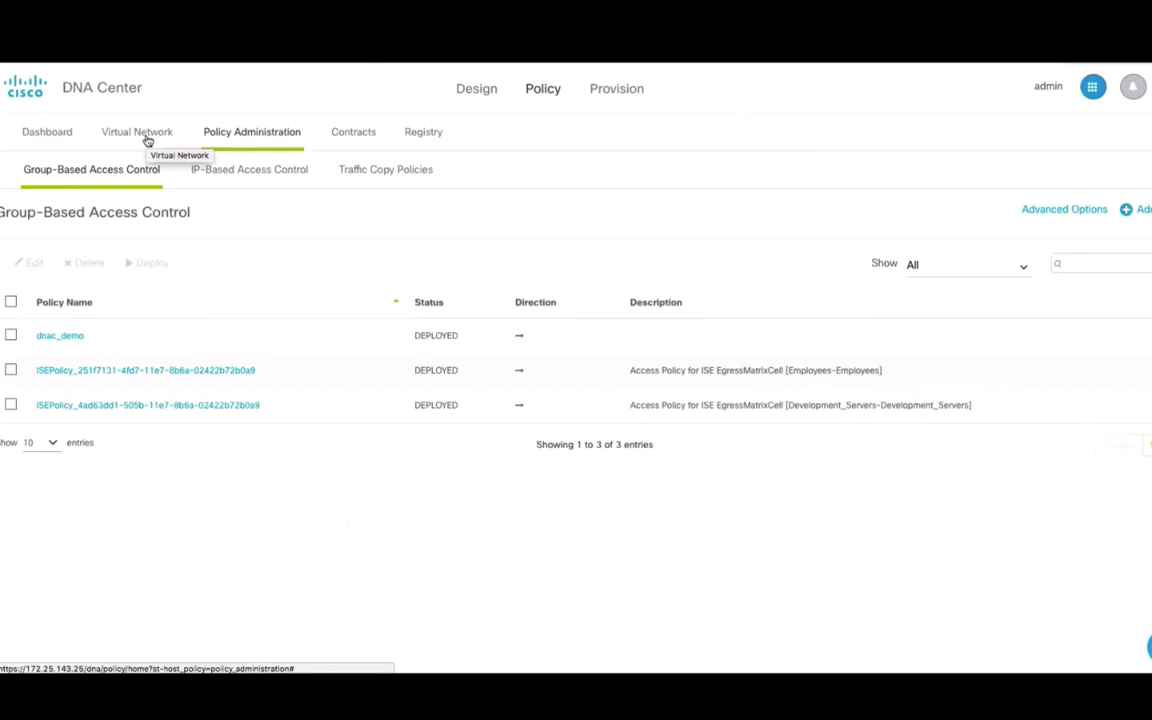 CISCO DNA Center Design Policy Provision admin
Dashboard Virtual Network Policy Administration Contracts Registry
Virtual Network
Group-Based Access Control IP-Based Access Control Traffic Copy Policies
Group-Based Access Control Advanced Options Add
Edit Delete Deploy Show All
Policy Name Status Direction Description
dnac_demo DEPLOYED →
ISEPolicy_251f7131-4fd7-11e7-8b6a-02422b72b0a9 DEPLOYED → Access Policy for ISE EgressMatrixCell [Employees-Employees]
ISEPolicy_4ad63dd1-505b-11e7-8b6a-02422b72b0a9 DEPLOYED → Access Policy for ISE EgressMatrixCell [Development_Servers-Development_Servers]
how 10 entries Showing 1 to 3 of 3 entries
https://172.25.143.25/dna/policy/home?st-host_policy=policy_administration#